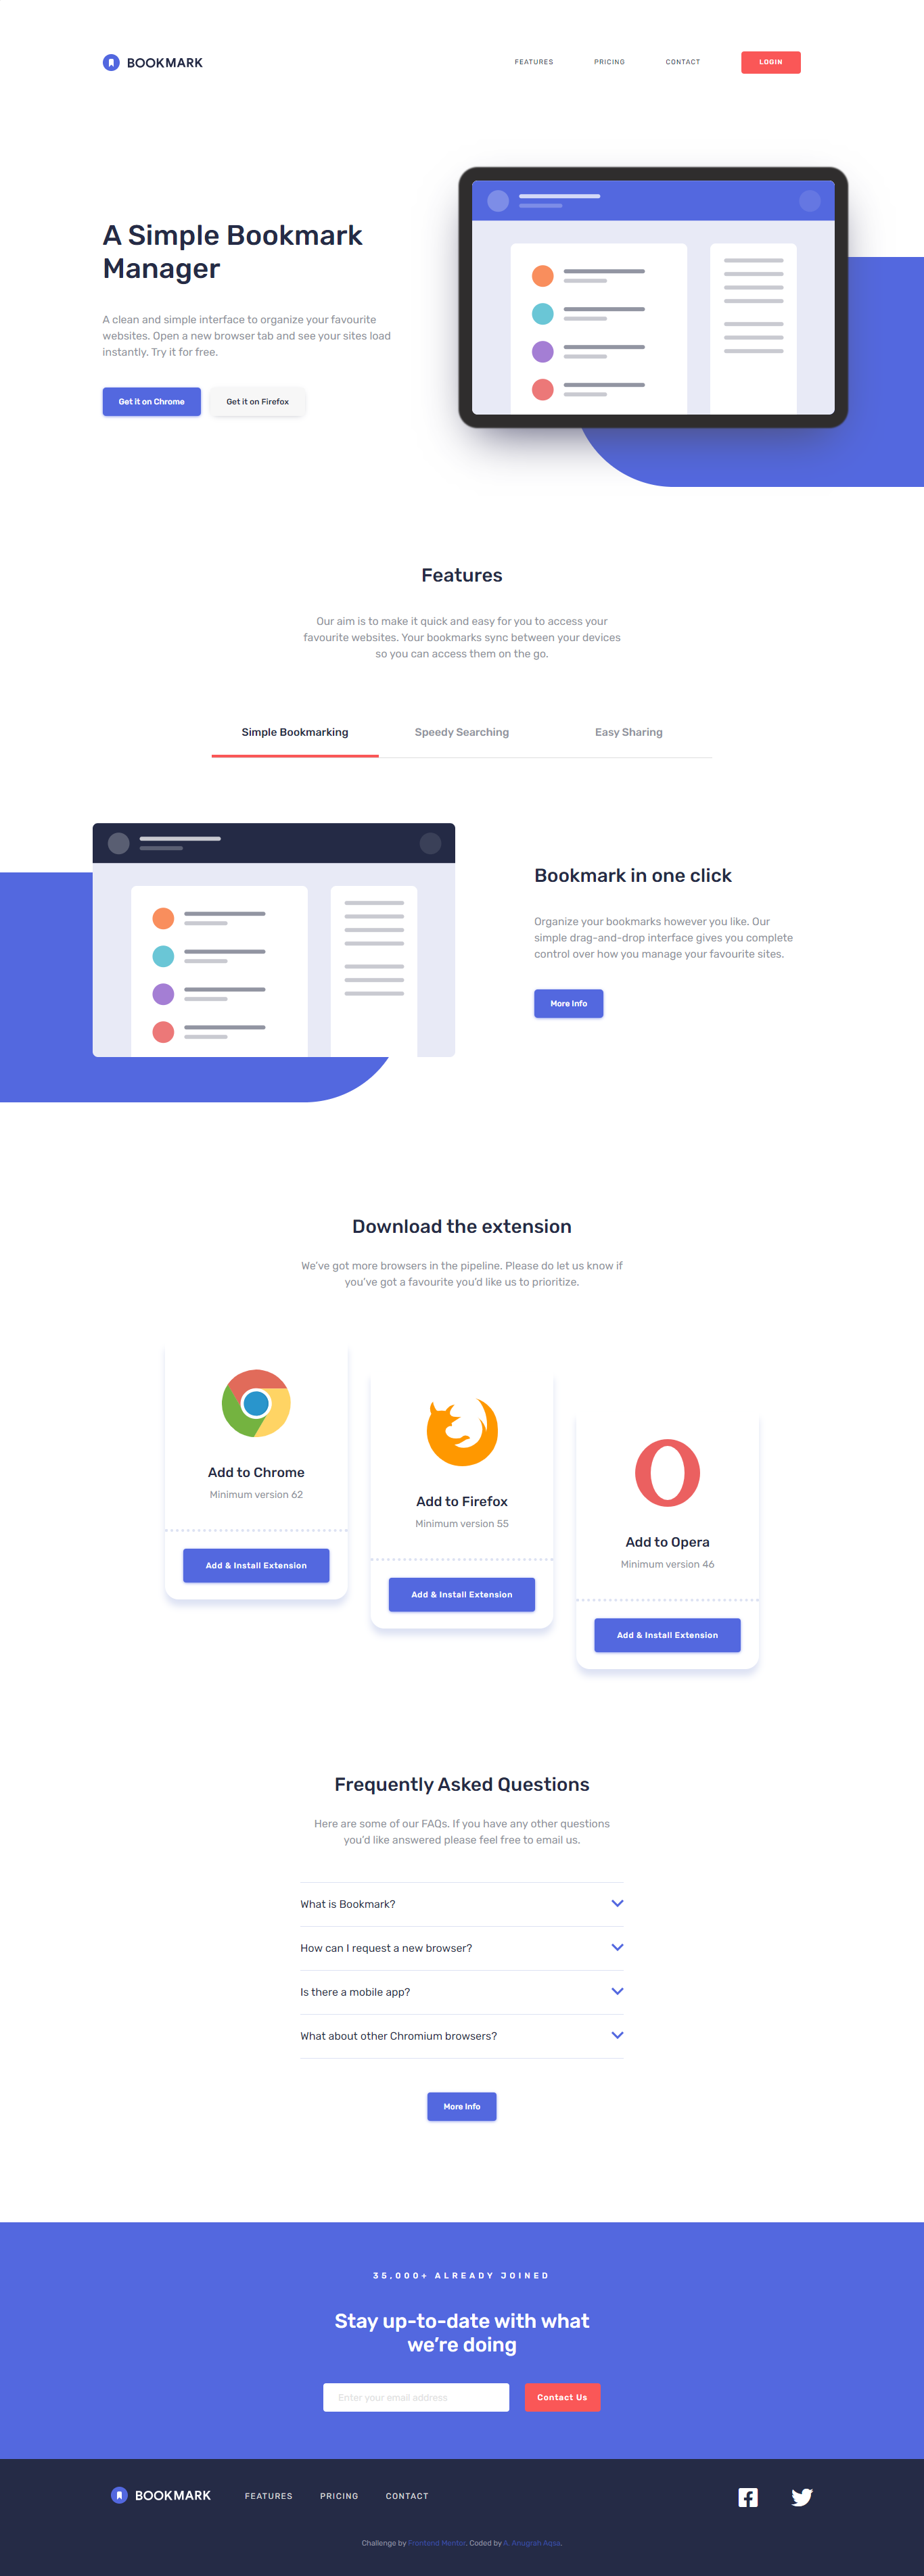 BOOKMARK
FEATURES
PRICING
CONTACT
LOGIN
A Simple Bookmark
Manager
A clean and simple interface to organize your favourite
websites. Open a new browser tab and see your sites load
instantly. Try it for free.
Get It on Chrome
Get it on Firefox
Features
Our aim is to make it quick and easy for you to access your
favourite websites. Your bookmarks sync between your devices
so you can access them on the go.
Simple Bookmarking
Speedy Searching
Easy Sharing
Bookmark in one click
Organize your bookmarks however you like. Our
simple drag-and-drop interface gives you complete
control over how you manage your favourite sites.
More Info
Download the extension
We've got more browsers in the pipeline. Please do let us know if
you've got a favourite you'd like us to prioritize.
Add to Chrome
Minimum version 62
Add & Install Extension
Add to Firefox
Minimum version 55
Add & Install Extension
Add to Opera
Minimum version 46
Add & Install Extension
Frequently Asked Questions
Here are some of our FAQs. If you have any other questions
you'd like answered please feel free to email us.
What is Bookmark?
How can I request a new browser?
Is there a mobile app?
What about other Chromium browsers?
More Info
35,000+ ALREADY JOINED
Stay up-to-date with what
we're doing
Enter your email address
Contact Us
BOOKMARK
FEATURES
PRICING
CONTACT
Challenge by Frontend Mentor. Coded by A. Anugrah Aqsa.